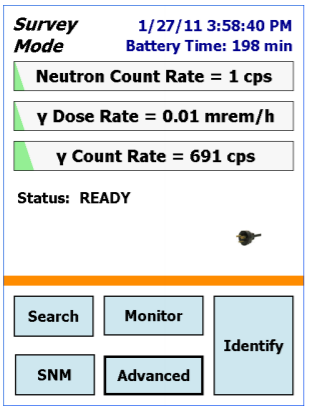 Survey 1/27/11 3:58:40 PM
Mode Battery Time: 198 min
Neutron Count Rate = 1 cps
γ Dose Rate = 0.01 mrem/h
γ Count Rate = 691 cps
Status: READY
Search Monitor
Identify
SNM Advanced